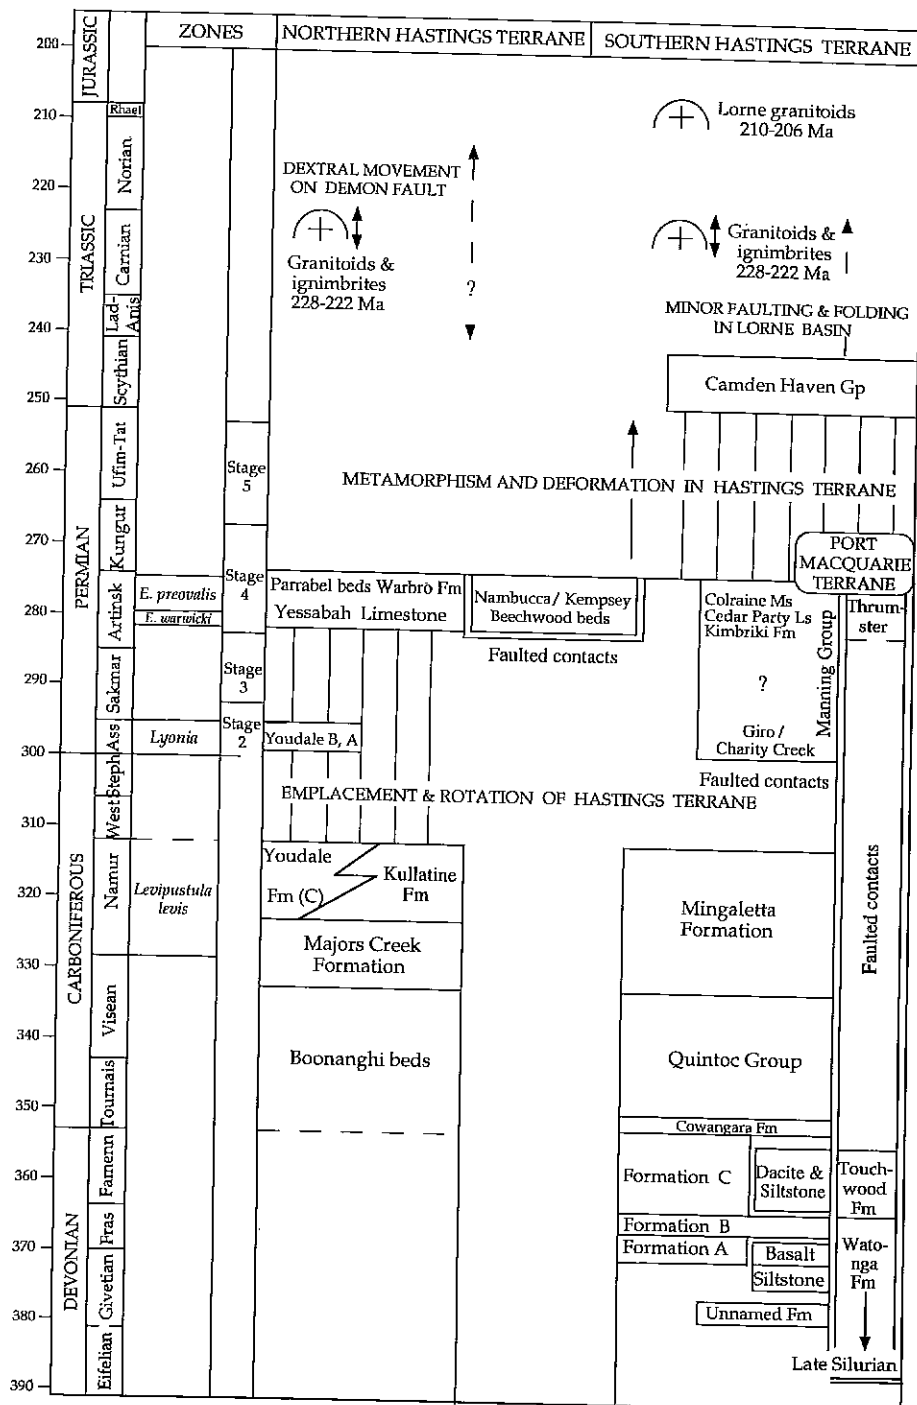 ZONES
NORTHERN HASTINGS TERRANE
SOUTHERN HASTINGS TERRANE
200
210
220
230
240
250
260
270
280
290
300
310
320
330
340
350
360
370
380
390
JURASSIC
TRIASSIC
PERMIAN
CARBONIFEROUS
DEVONIAN
Rhael
Norian
Carnian
Lad-
Anis
Scythian
Ufim-Tat
Kungur
Artinsk
Sakmar
Ass
Steph
West
Namur
Visean
Tournais
Famenn
Fras
Givetian
Eifelian
E. preovalis
E. warwicki
Lyonia
Levipustula
levis
Stage
5
Stage
4
Stage
3
Stage
2
DEXTRAL MOVEMENT
ON DEMON FAULT
Granitoids &
ignimbrites
228-222 Ma
?
Lorne granitoids
210-206 Ma
Granitoids &
ignimbrites
228-222 Ma
MINOR FAULTING & FOLDING
IN LORNE BASIN
Camden Haven Gp
METAMORPHISM AND DEFORMATION IN HASTINGS TERRANE
PORT
MACQUARIE
TERRANE
Parrabel beds Warbro Fm
Yessabah Limestone
Nambucca / Kempsey
Beechwood beds
Faulted contacts
Colraine Ms
Cedar Party Ls
Kimbriki Fm
?
Giro /
Charity Creek
Manning Group
Thrum-
ster
Faulted contacts
Youdale B, A
EMPLACEMENT & ROTATION OF HASTINGS TERRANE
Youdale
Fm (C)
Kullatine
Fm
Majors Creek
Formation
Boonanghi beds
Mingaletta
Formation
Quintoc Group
Cowangara Fm
Faulted contacts
Formation C
Dacite &
Siltstone
Touch-
wood
Fm
Formation B
Formation A
Basalt
Siltstone
Wato-
nga
Fm
Unnamed Fm
Late Silurian